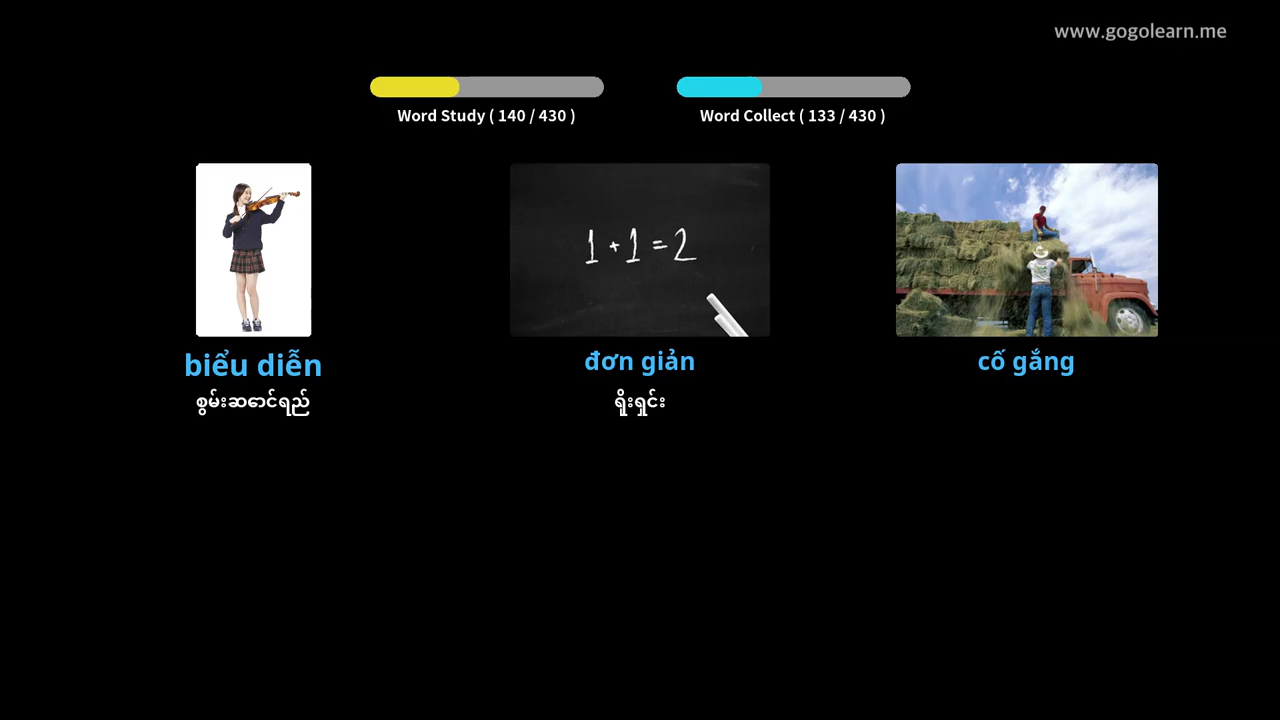 www.gogolearn.me
Word Study ( 140 / 430 )
Word Collect ( 133 / 430 )
1 + 1 = 2
biểu diễn
đơn giản
cố gắng
စွမ်းဆောင်ရည်
ရိုးရှင်း